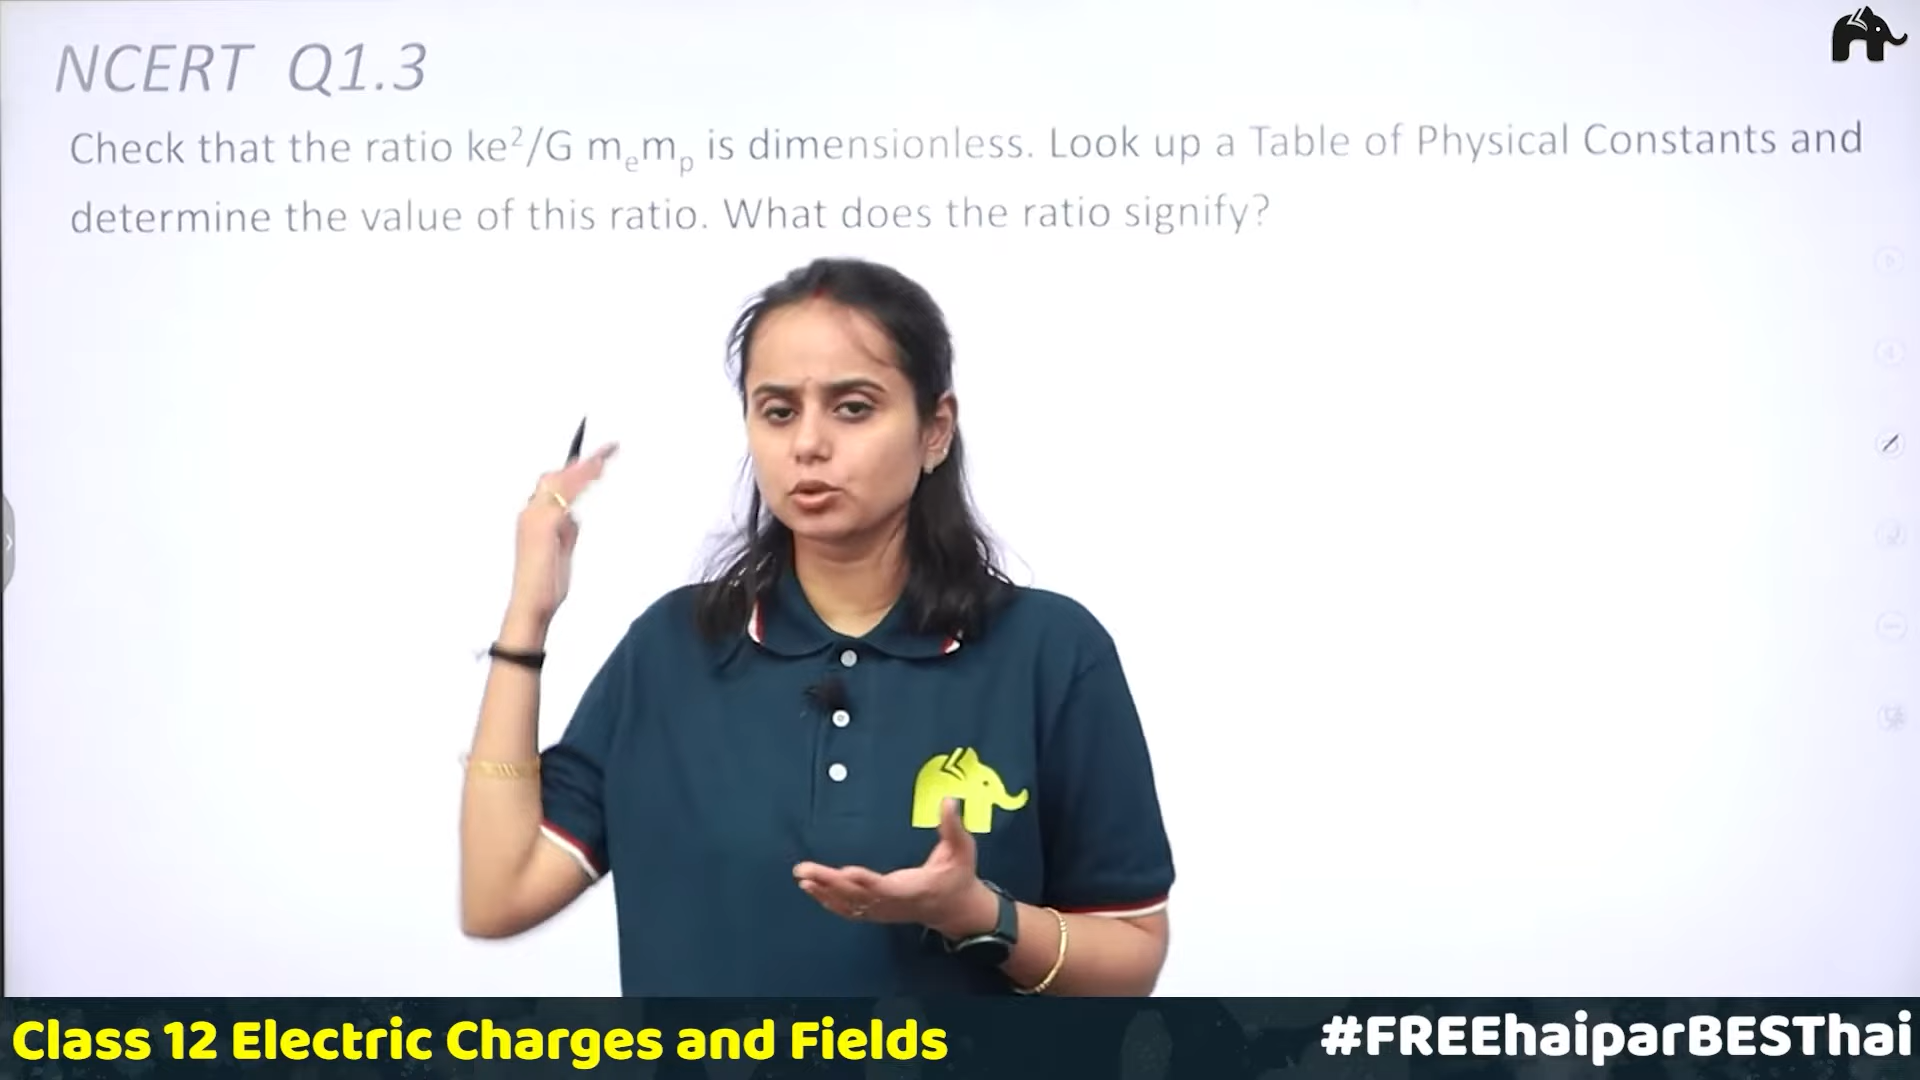 NCERT Q1.3
Check that the ratio ke²/G mₑmₚ is dimensionless. Look up a Table of Physical Constants and
determine the value of this ratio. What does the ratio signify?
Class 12 Electric Charges and Fields
#FREEhaiparBESThai